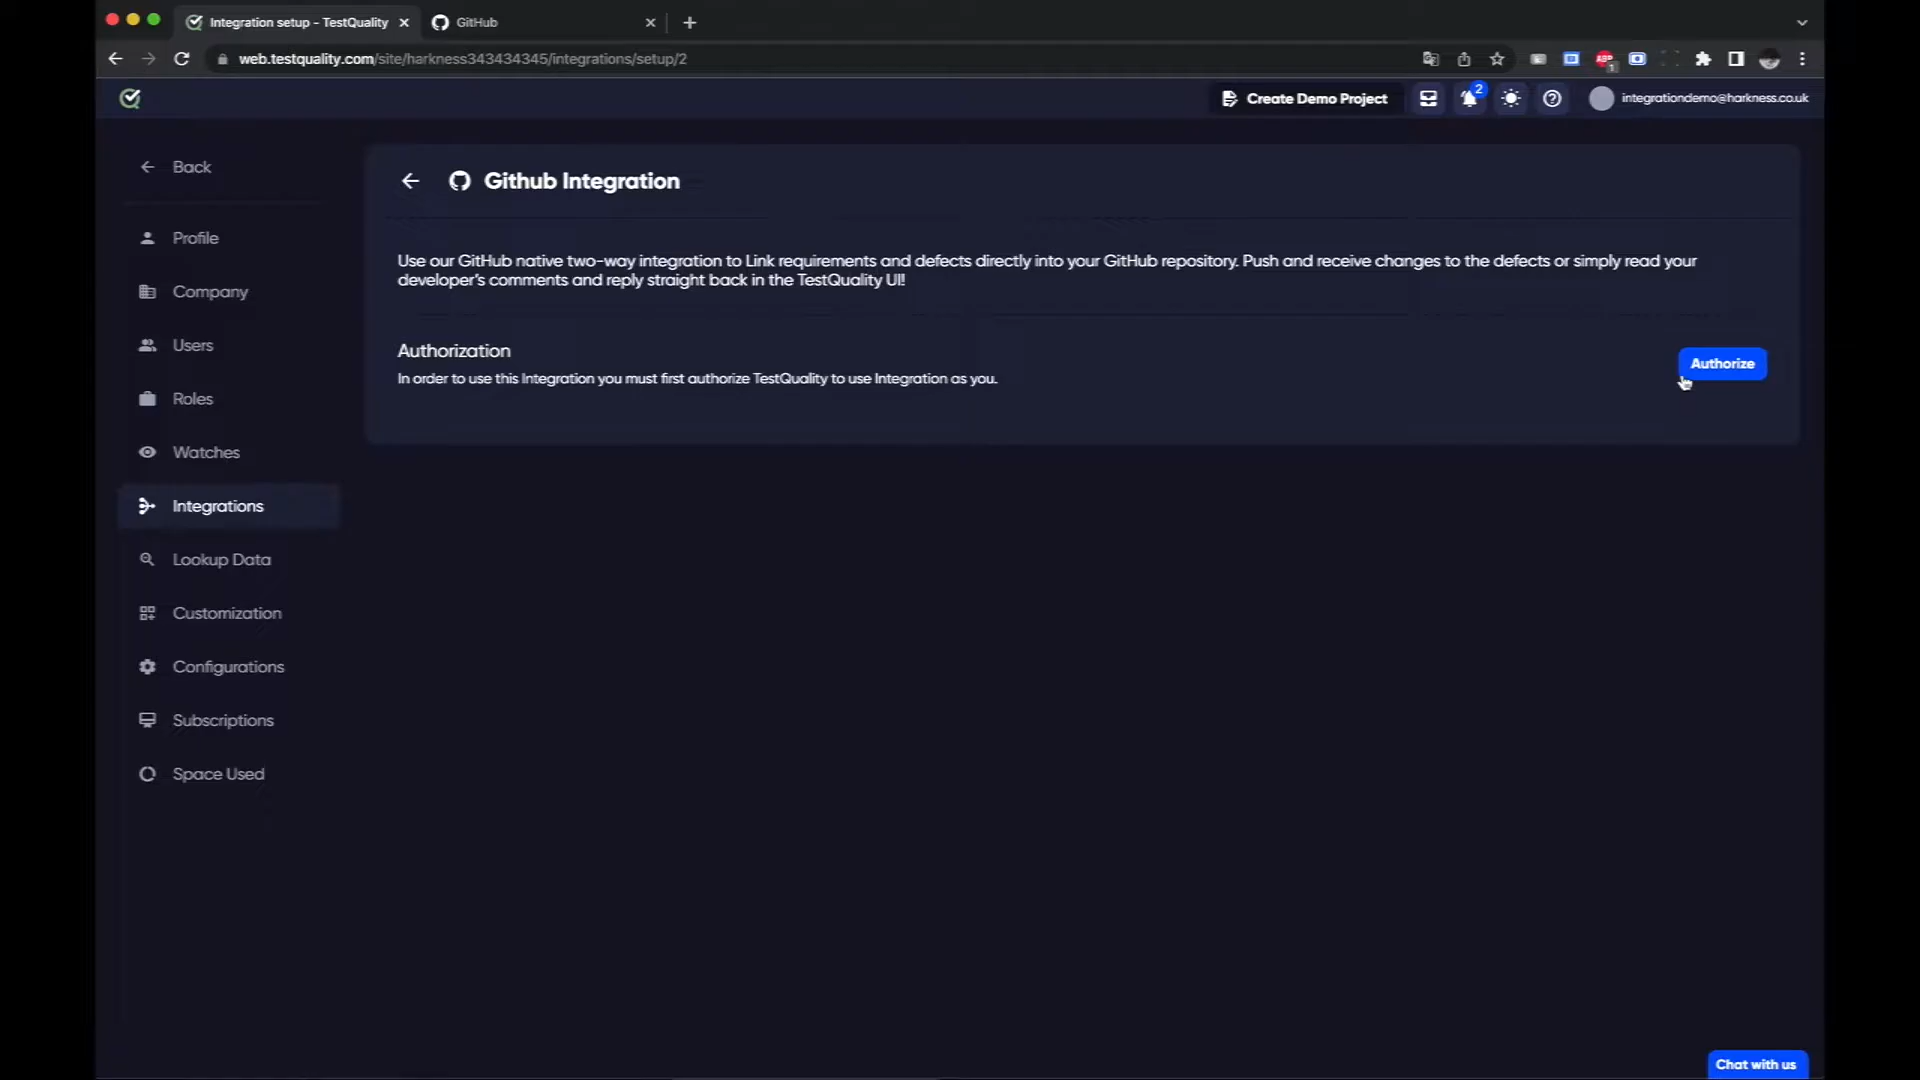 Integration setup - TestQuality
GitHub
web.testquality.com/site/harkness343434345/integrations/setup/2
ABP
1
Create Demo Project
2
integrationdemo@harkness.co.uk
Back
Profile
Company
Users
Roles
Watches
Integrations
Lookup Data
Customization
Configurations
Subscriptions
Space Used
Github Integration
Use our GitHub native two-way integration to Link requirements and defects directly into your GitHub repository. Push and receive changes to the defects or simply read your
developer's comments and reply straight back in the TestQuality UI!
Authorization
In order to use this Integration you must first authorize TestQuality to use Integration as you.
Authorize
Chat with us